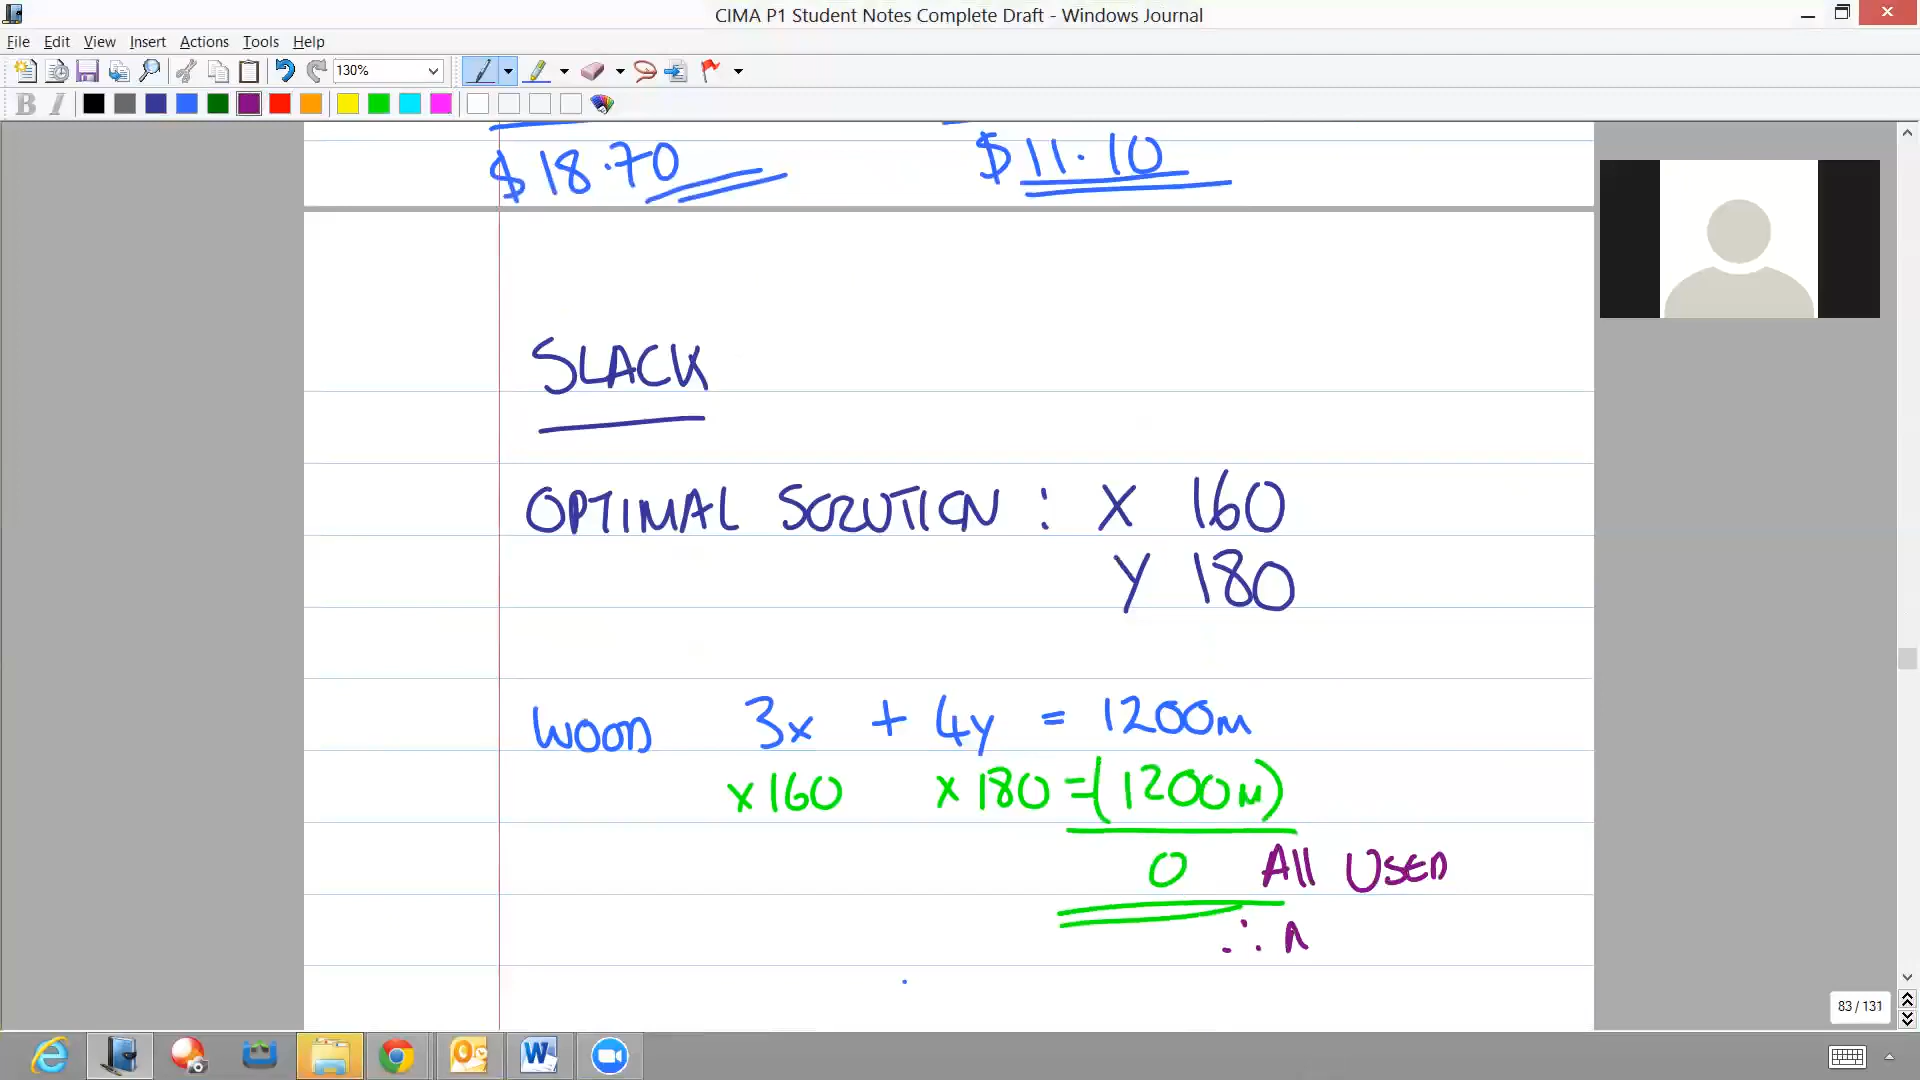 CIMA P1 Student Notes Complete Draft - Windows Journal
File Edit View Insert Actions Tools Help
130%
B I
$18.70 $11.10
SLACK
OPTIMAL SOLUTION : X 160
Y 180
WOOD 3x + 4y = 1200m
x160 x180 = (1200m)
0 All USED
∴ N
83 / 131